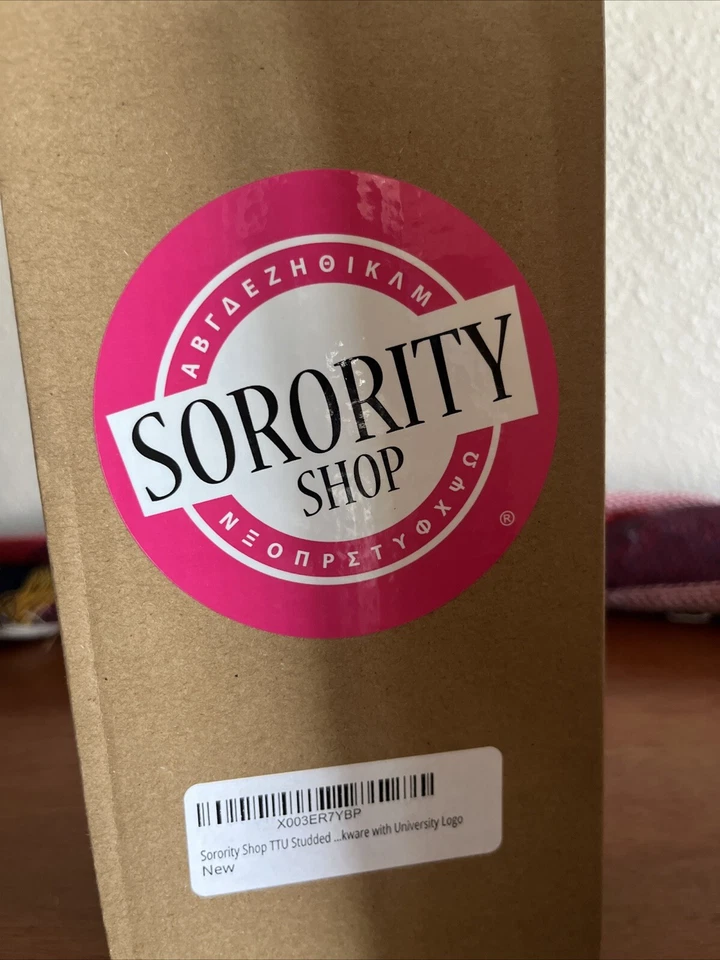 ΑΒΓΔΕΖΗΘΙΚΛΜ
SORORITY
SHOP
ΝΞΟΠΡΣΤΥΦΧΨΩ
®
X003ER7YBP
Sorority Shop TTU Studded ...kware with University Logo
New